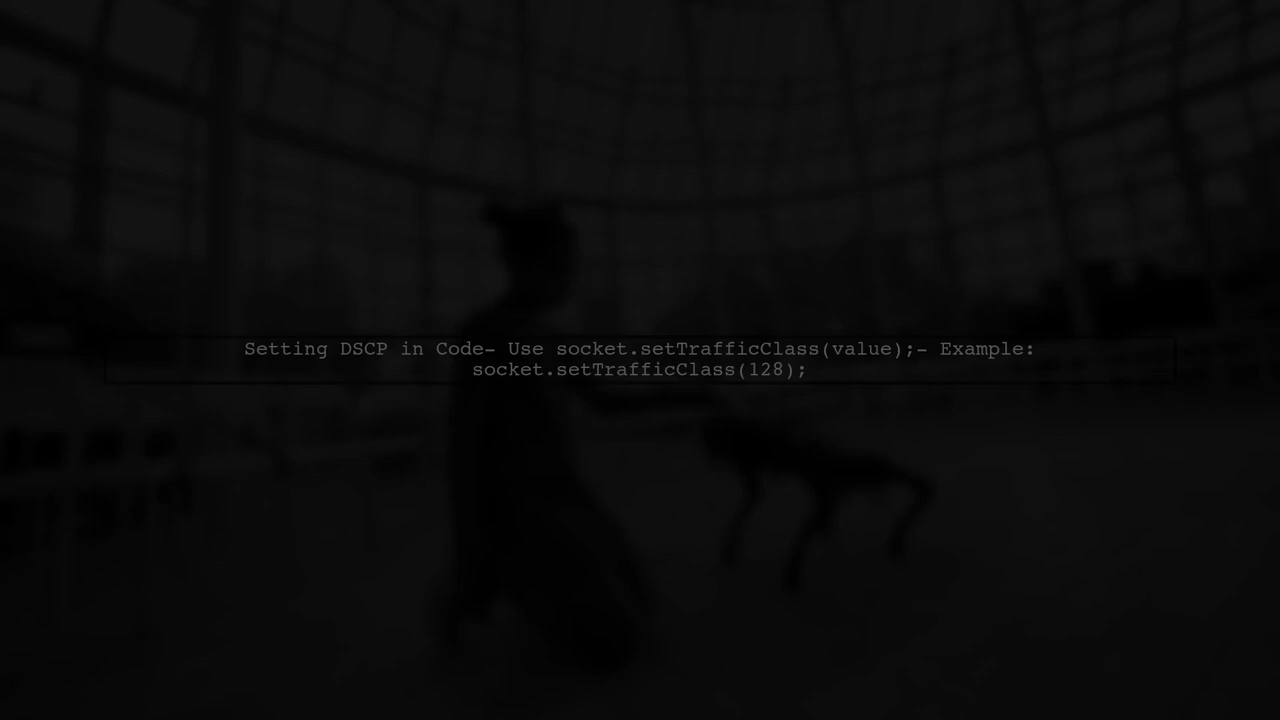 Setting DSCP in Code– Use socket.setTrafficClass(value);– Example:
socket.setTrafficClass(128);